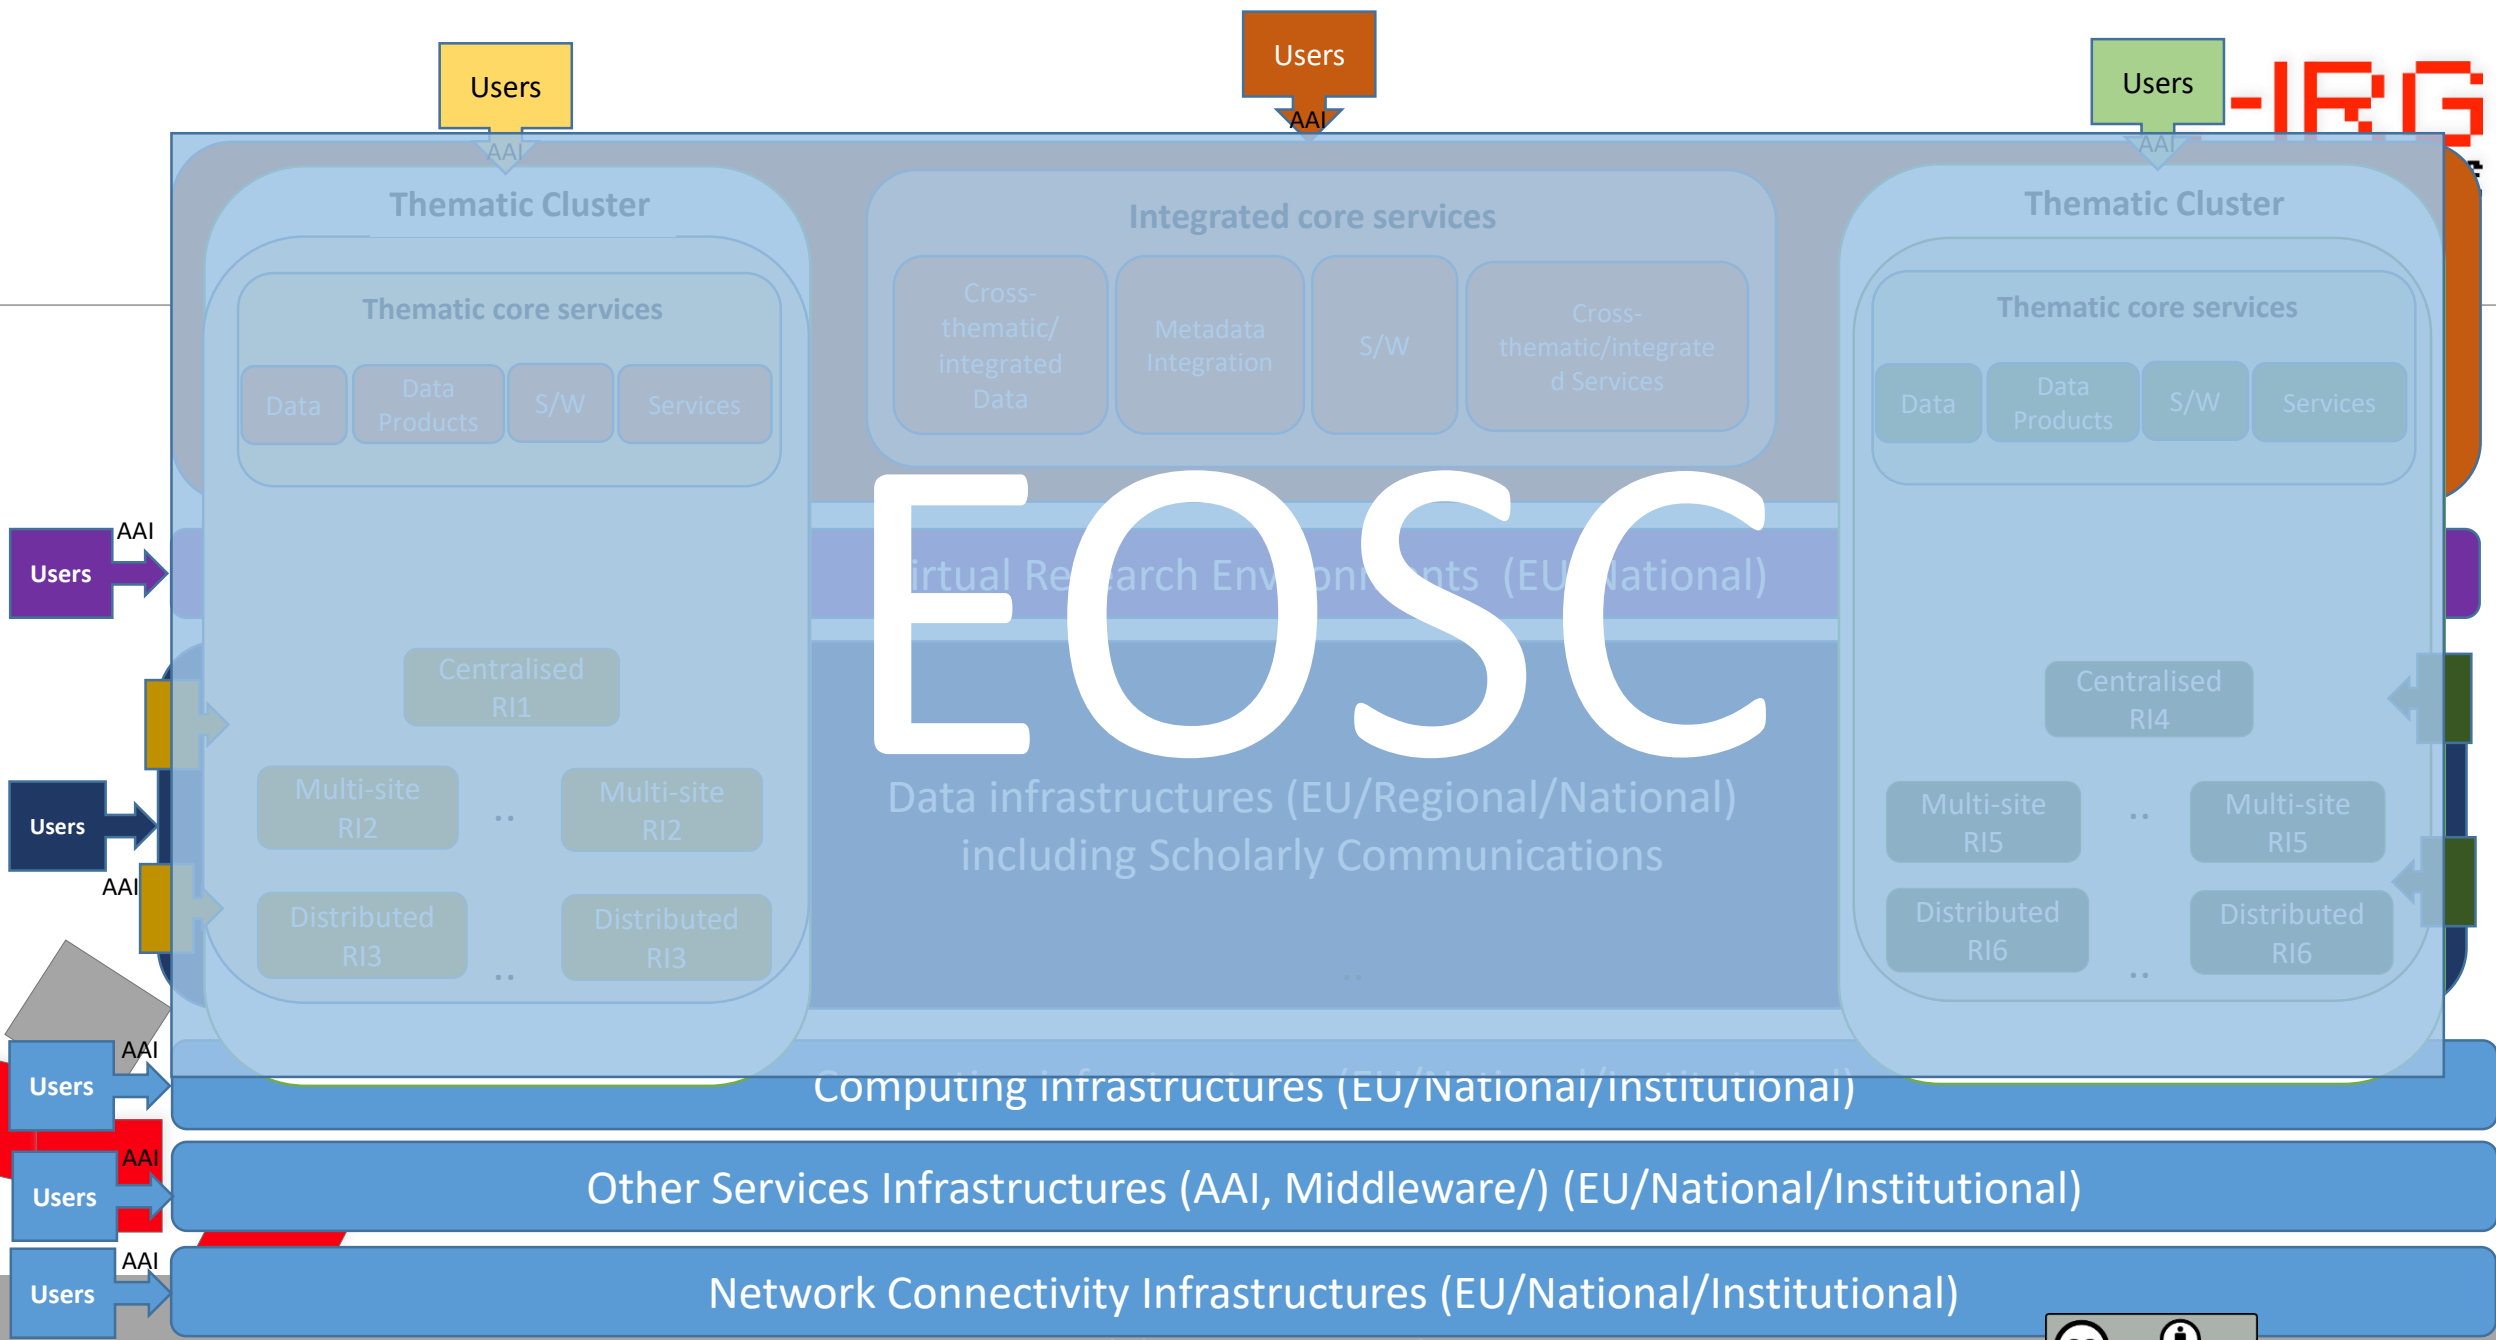 Users
Users
Users
-IRG
AAI
AAI
AAI
Thematic Cluster
Integrated core services
Thematic Cluster
Thematic core services
Data
Data
Products
S/W
Services
Cross-
thematic/
integrated
Data
Metadata
Integration
S/W
Cross-
thematic/integrate
d Services
Thematic core services
Data
Data
Products
S/W
Services
EOSC
AAI
Users
Research (EU
Centralised
RI1
Centralised
RI4
Users
Multi-site
RI2
..
Multi-site
RI2
Data infrastructures (EU/Regional/National)
including Scholarly Communications
Multi-site
RI5
..
Multi-site
RI5
AAI
Distributed
RI3
..
Distributed
RI3
..
Distributed
RI6
..
Distributed
RI6
AAI
Users
Computing infrastructures (EU/National/institutional)
AAI
Users
Other Services Infrastructures (AAI, Middleware/) (EU/National/Institutional)
AAI
Users
Network Connectivity Infrastructures (EU/National/Institutional)